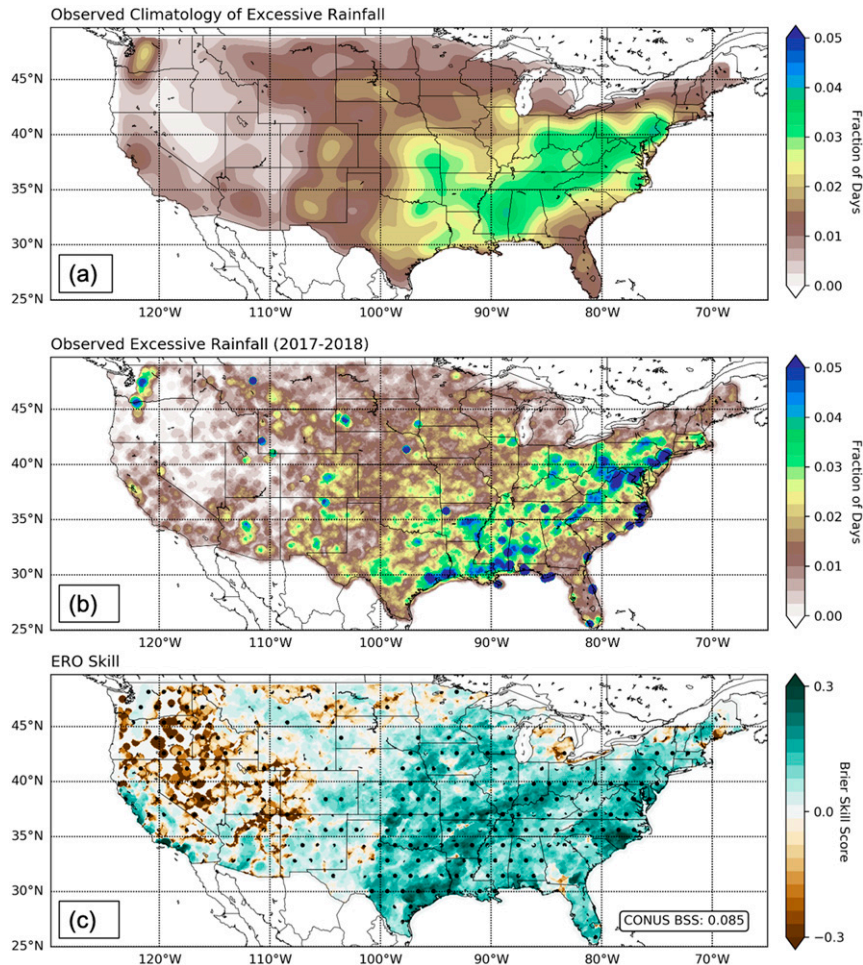 Observed Climatology of Excessive Rainfall
45°N
40°N
35°N
30°N
25°N
(a)
120°W 110°W 100°W 90°W 80°W 70°W
0.05
0.04
0.03
0.02
0.01
0.00
Fraction of Days
Observed Excessive Rainfall (2017-2018)
45°N
40°N
35°N
30°N
25°N
(b)
120°W 110°W 100°W 90°W 80°W 70°W
0.05
0.04
0.03
0.02
0.01
0.00
Fraction of Days
ERO Skill
45°N
40°N
35°N
30°N
25°N
(c)
CONUS BSS: 0.085
120°W 110°W 100°W 90°W 80°W 70°W
0.3
0.0
−0.3
Brier Skill Score